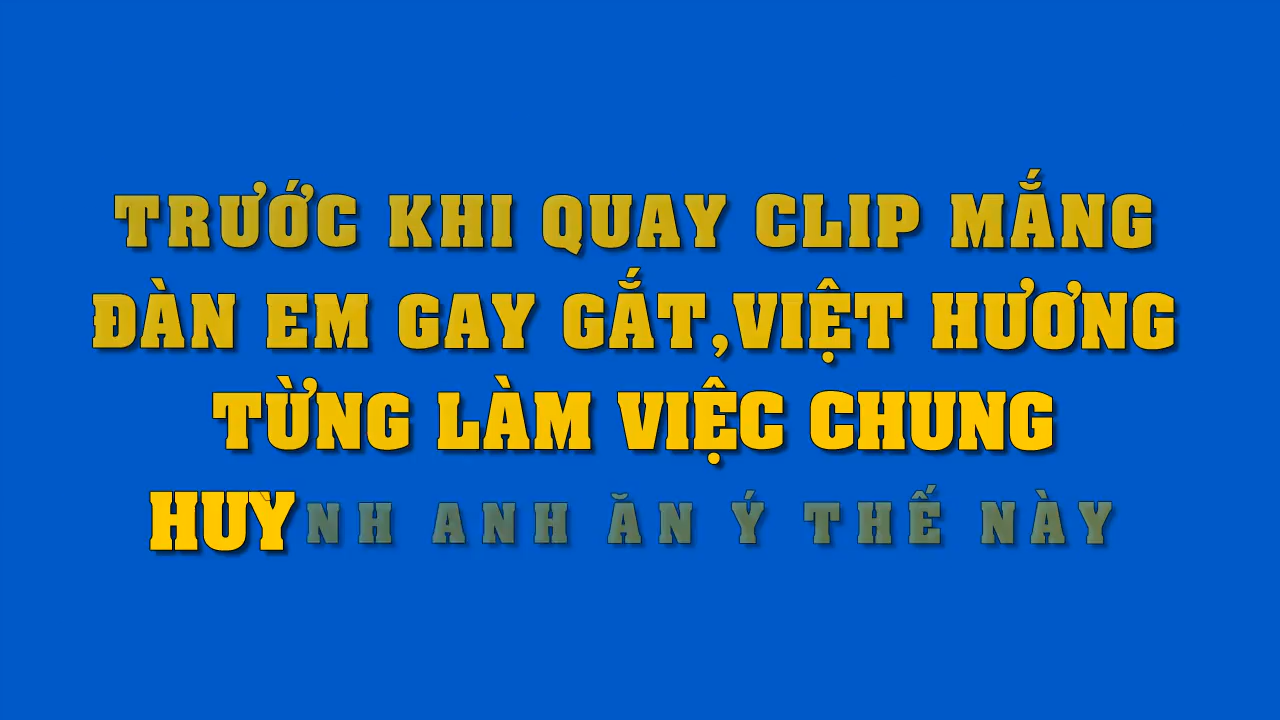 TRƯỚC KHI QUAY CLIP MẮNG
ĐÀN EM GAY GẮT,VIỆT HƯƠNG
TỪNG LÀM VIỆC CHUNG
HUỲNH ANH ĂN Ý THẾ NÀY